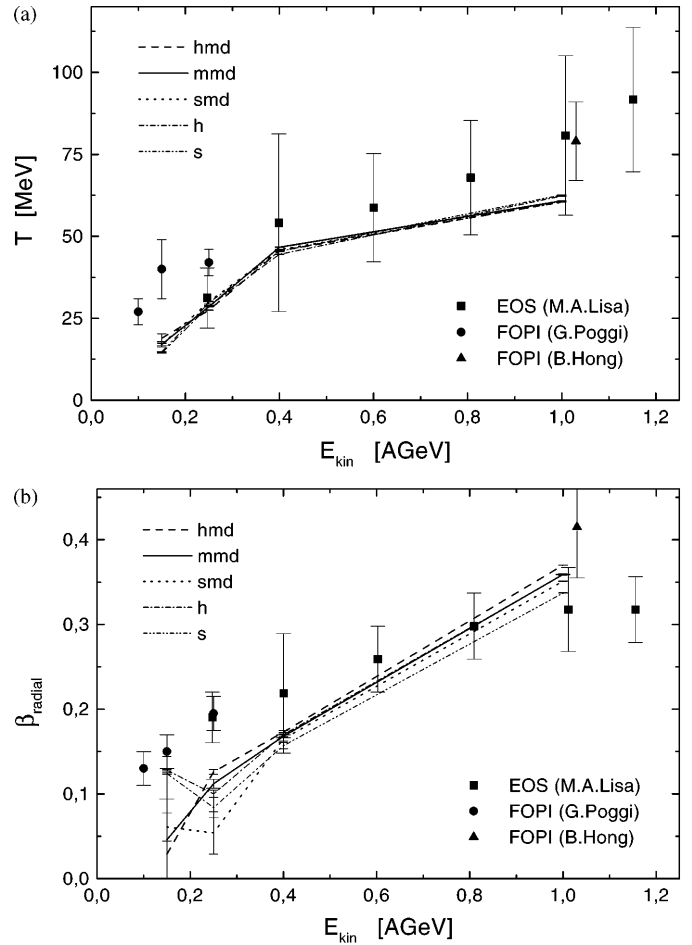 (a)
hmd
mmd
smd
h
s
T [MeV]
100
75
50
25
0
EOS (M.A.Lisa)
FOPI (G.Poggi)
FOPI (B.Hong)
0,0 0,2 0,4 0,6 0,8 1,0 1,2
E_kin [AGeV]
(b)
hmd
mmd
smd
h
s
β_radial
0,4
0,3
0,2
0,1
0,0
EOS (M.A.Lisa)
FOPI (G.Poggi)
FOPI (B.Hong)
0,0 0,2 0,4 0,6 0,8 1,0 1,2
E_kin [AGeV]